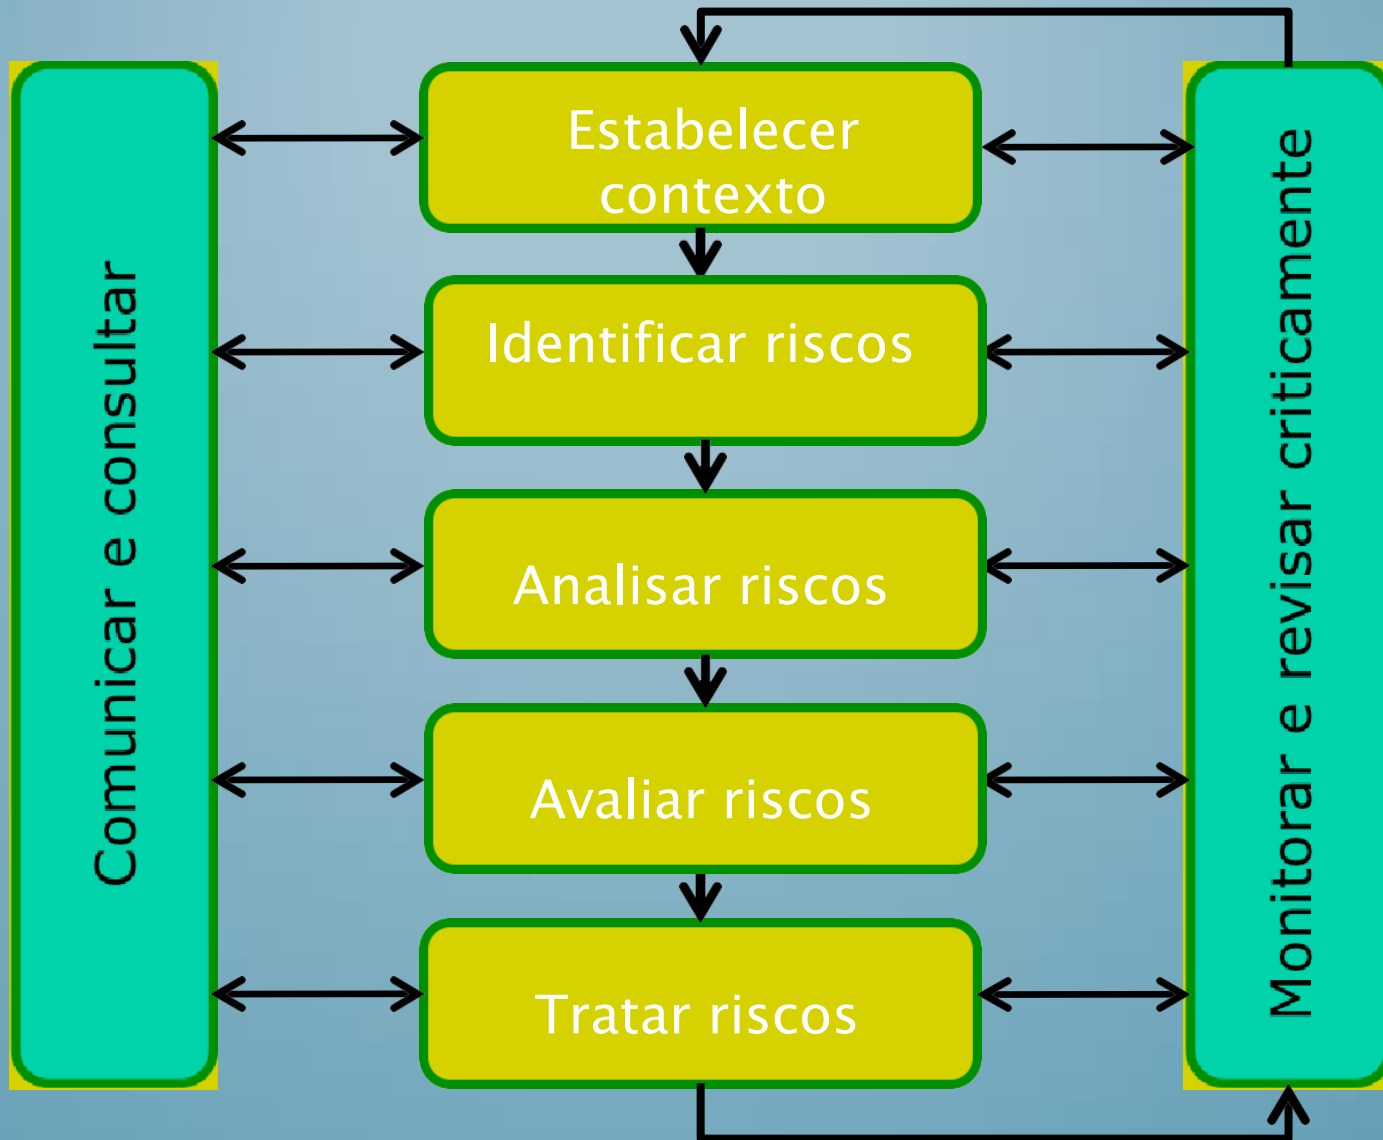 Comunicar e consultar
Estabelecer
contexto
Identificar riscos
Analisar riscos
Avaliar riscos
Tratar riscos
Monitorar e revisar criticamente